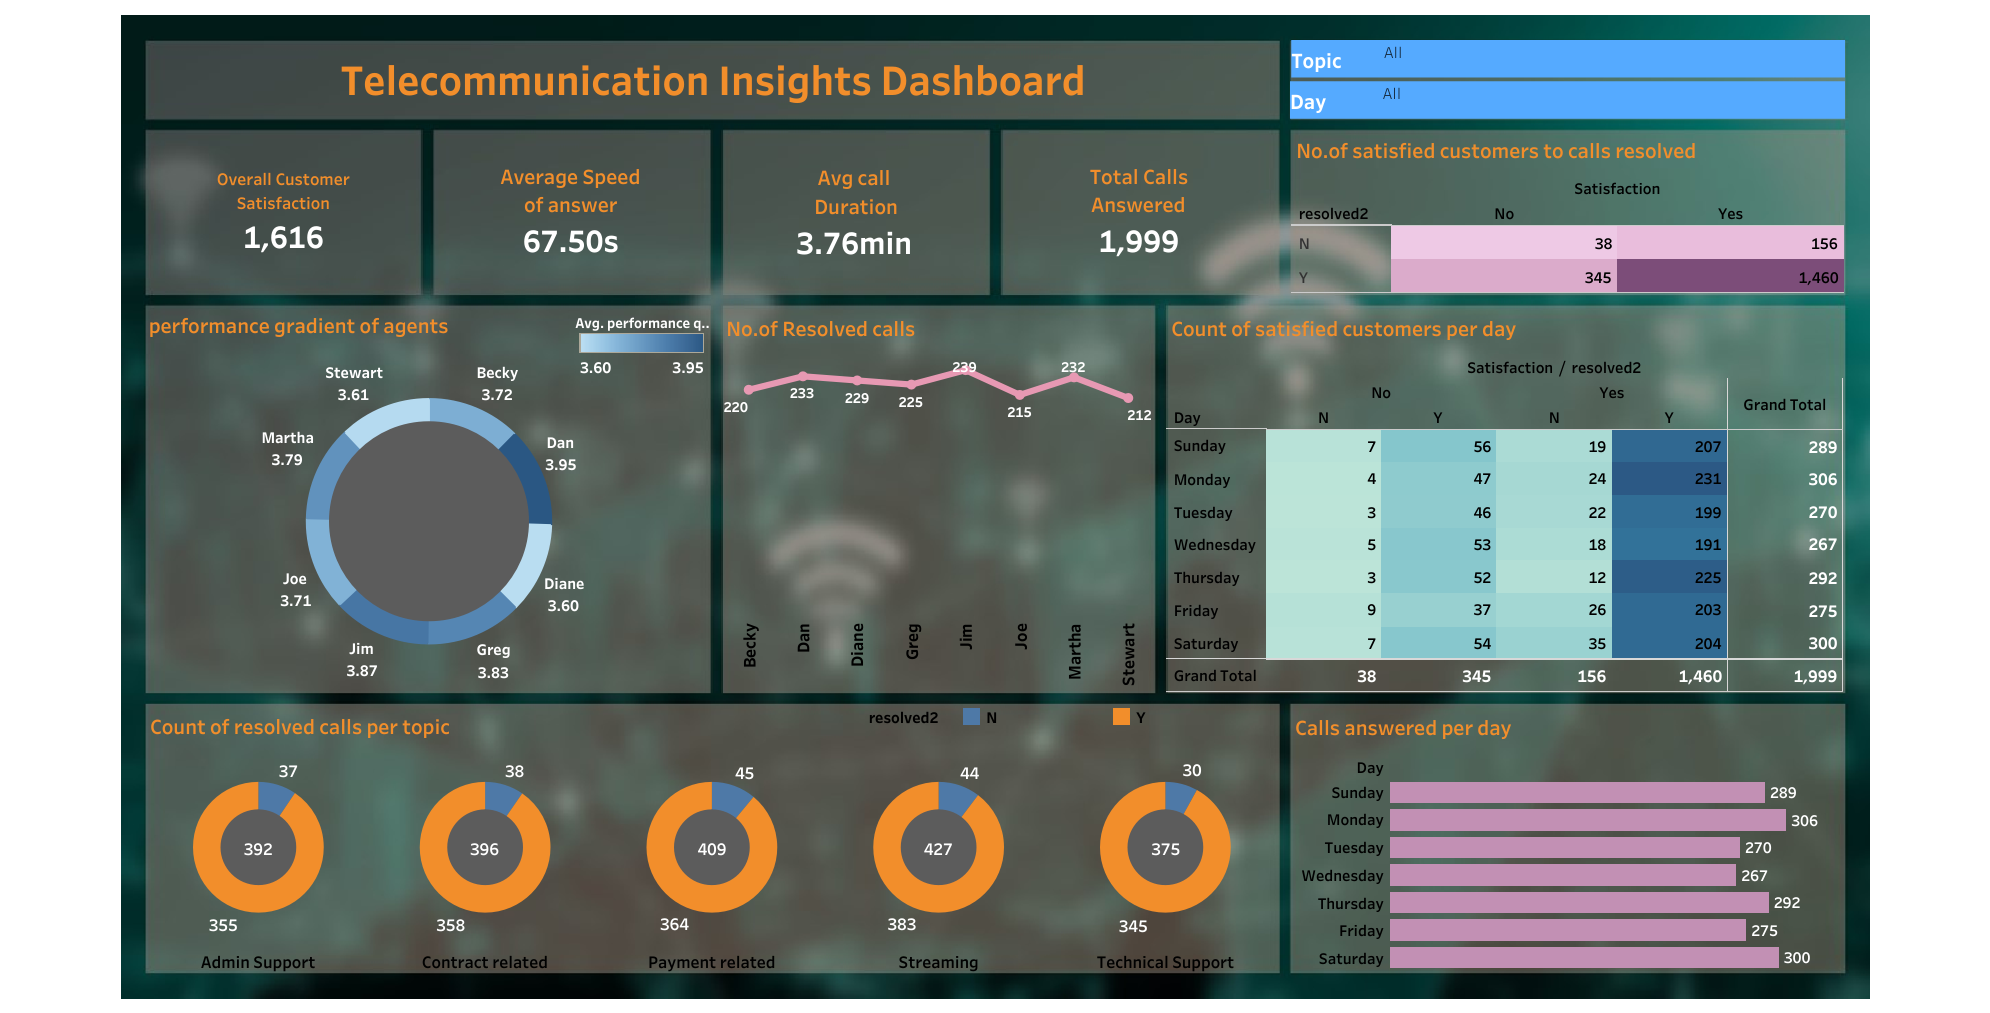 Telecommunication Insights Dashboard
Topic All
Day All
Overall Customer
Satisfaction
1,616
Average Speed
of answer
67.50s
Avg call
Duration
3.76min
Total Calls
Answered
1,999
No.of satisfied customers to calls resolved
Satisfaction
resolved2 No Yes
N 38 156
Y 345 1,460
performance gradient of agents
Avg. performance q..
3.60 3.95
Stewart
3.61
Becky
3.72
Martha
3.79
Dan
3.95
Joe
3.71
Diane
3.60
Jim
3.87
Greg
3.83
No.of Resolved calls
220 233 229 225 239 215 232 212
Becky Dan Diane Greg Jim Joe Martha Stewart
Count of satisfied customers per day
Satisfaction / resolved2
No Yes Grand Total
Day N Y N Y
Sunday 7 56 19 207 289
Monday 4 47 24 231 306
Tuesday 3 46 22 199 270
Wednesday 5 53 18 191 267
Thursday 3 52 12 225 292
Friday 9 37 26 203 275
Saturday 7 54 35 204 300
Grand Total 38 345 156 1,460 1,999
Count of resolved calls per topic
resolved2 N Y
37 38 45 44 30
392 396 409 427 375
355 358 364 383 345
Admin Support Contract related Payment related Streaming Technical Support
Calls answered per day
Day
Sunday 289
Monday 306
Tuesday 270
Wednesday 267
Thursday 292
Friday 275
Saturday 300